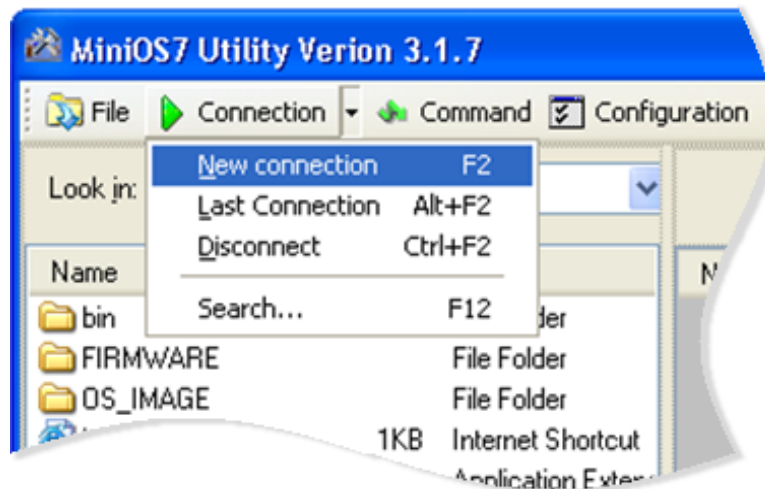 MiniOS7 Utility Verion 3.1.7
File Connection Command Configuration
Look in:
New connection F2
Last Connection Alt+F2
Disconnect Ctrl+F2
Search... F12
Name
bin
FIRMWARE File Folder
OS_IMAGE File Folder
1KB Internet Shortcut